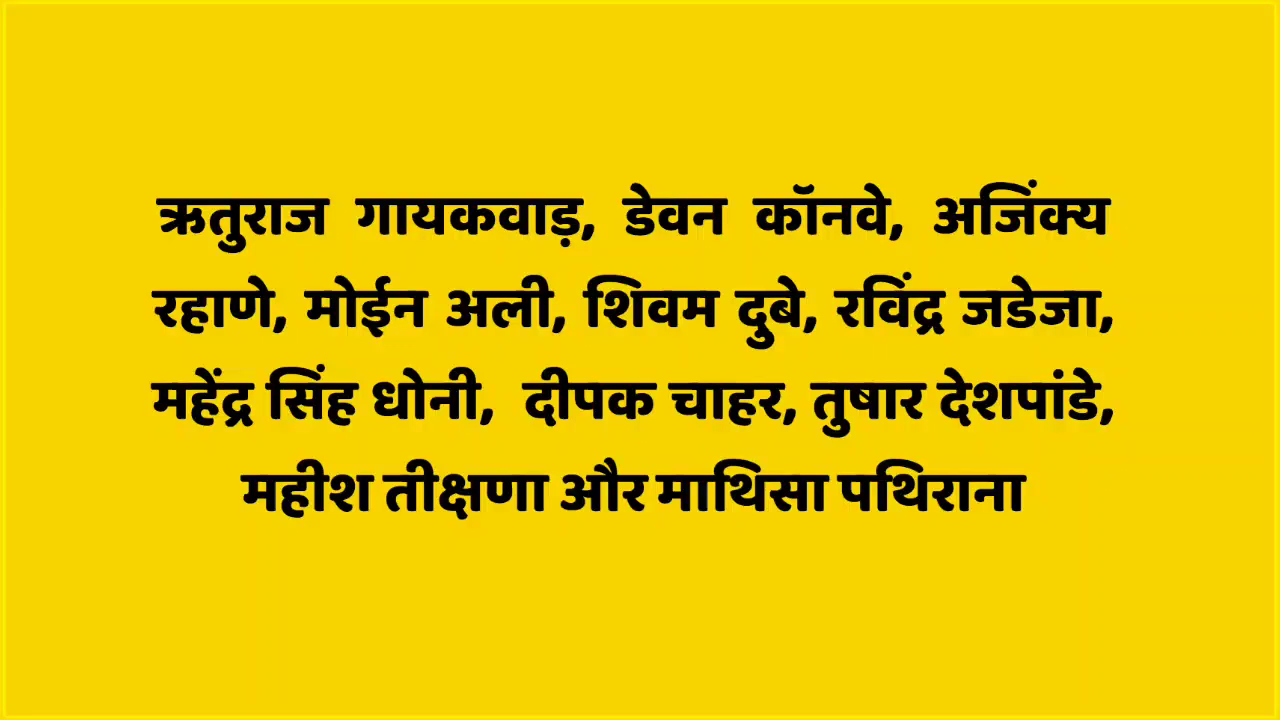 ऋतुराज गायकवाड़, डेवन कॉनवे, अजिंक्य
रहाणे, मोईन अली, शिवम दुबे, रविंद्र जडेजा,
महेंद्र सिंह धोनी, दीपक चाहर, तुषार देशपांडे,
महीश तीक्षणा और माथिसा पथिराना